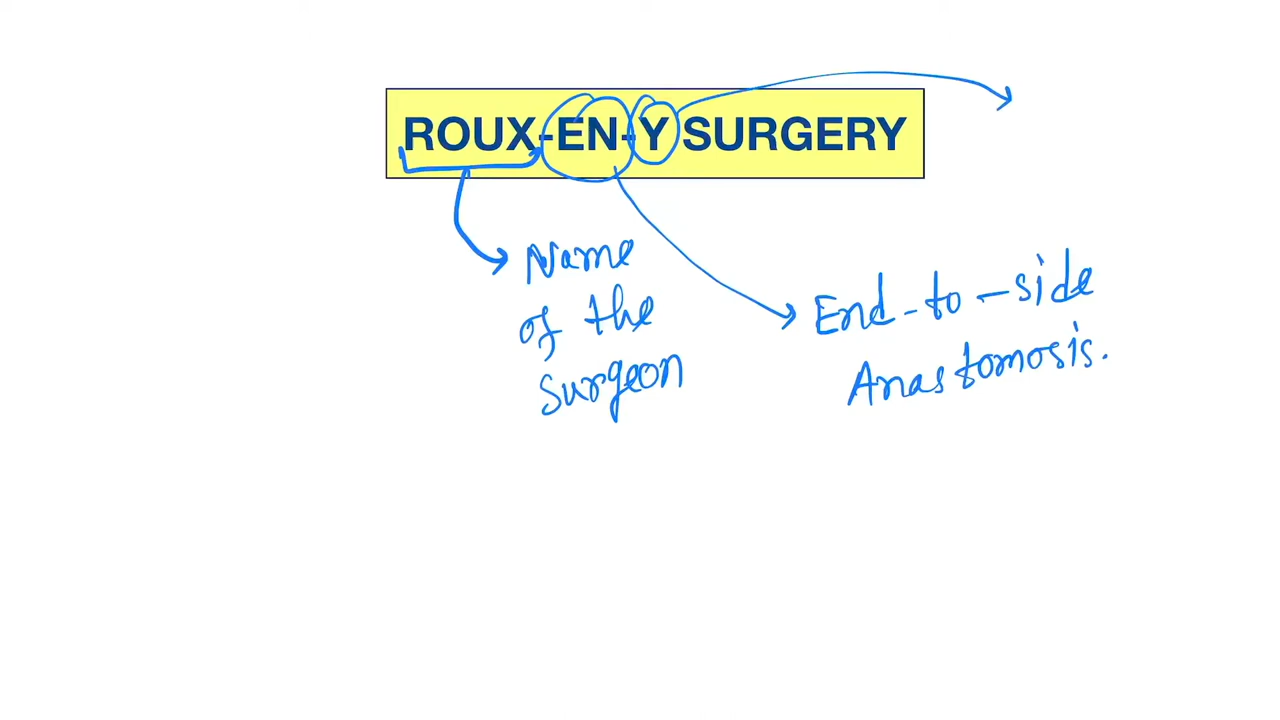 ROUX-EN-Y SURGERY
Name
of the
surgeon
End-to-side
Anastomosis.